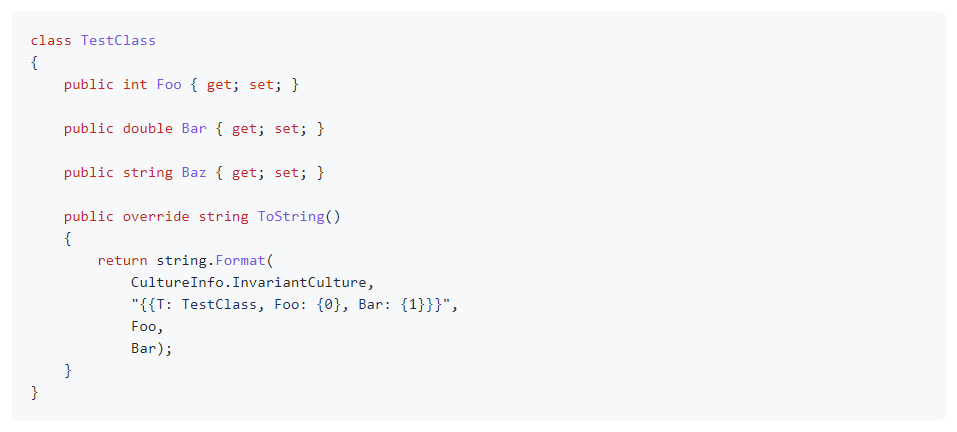 class TestClass
{
    public int Foo { get; set; }

    public double Bar { get; set; }

    public string Baz { get; set; }

    public override string ToString()
    {
        return string.Format(
            CultureInfo.InvariantCulture,
            "{{T: TestClass, Foo: {0}, Bar: {1}}}",
            Foo,
            Bar);
    }
}